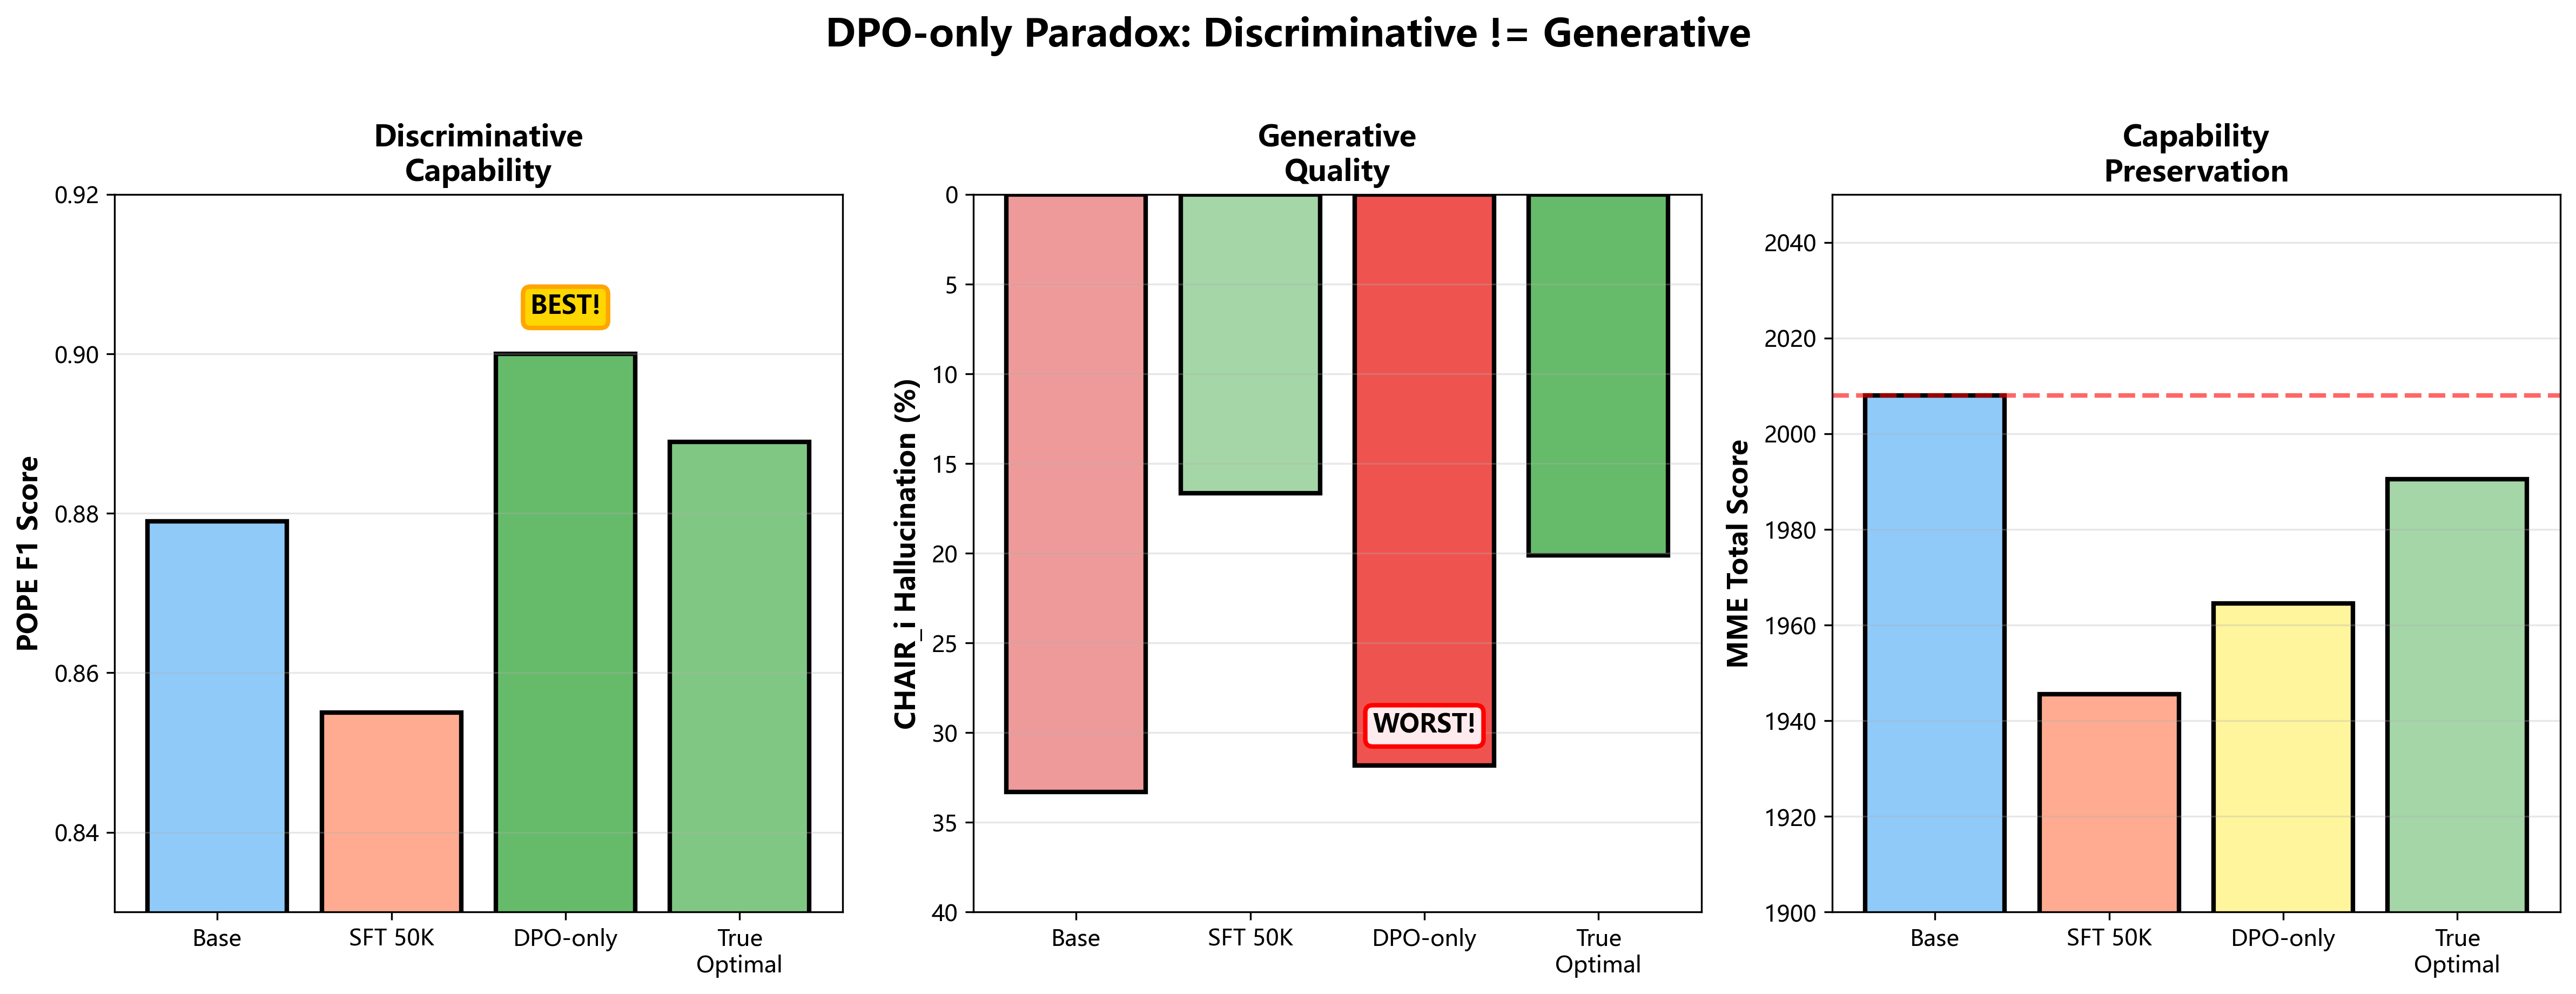 DPO-only Paradox: Discriminative != Generative
Discriminative
Capability
POPE F1 Score
0.92
0.90
0.88
0.86
0.84
BEST!
Base
SFT 50K
DPO-only
True
Optimal
Generative
Quality
CHAIR_i Hallucination (%)
0
5
10
15
20
25
30
35
40
WORST!
Base
SFT 50K
DPO-only
True
Optimal
Capability
Preservation
MME Total Score
2040
2020
2000
1980
1960
1940
1920
1900
Base
SFT 50K
DPO-only
True
Optimal